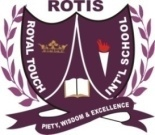 ROTIS
ROYAL TOUCH
INT'L SCHOOL
PIETY, WISDOM & EXCELLENCE